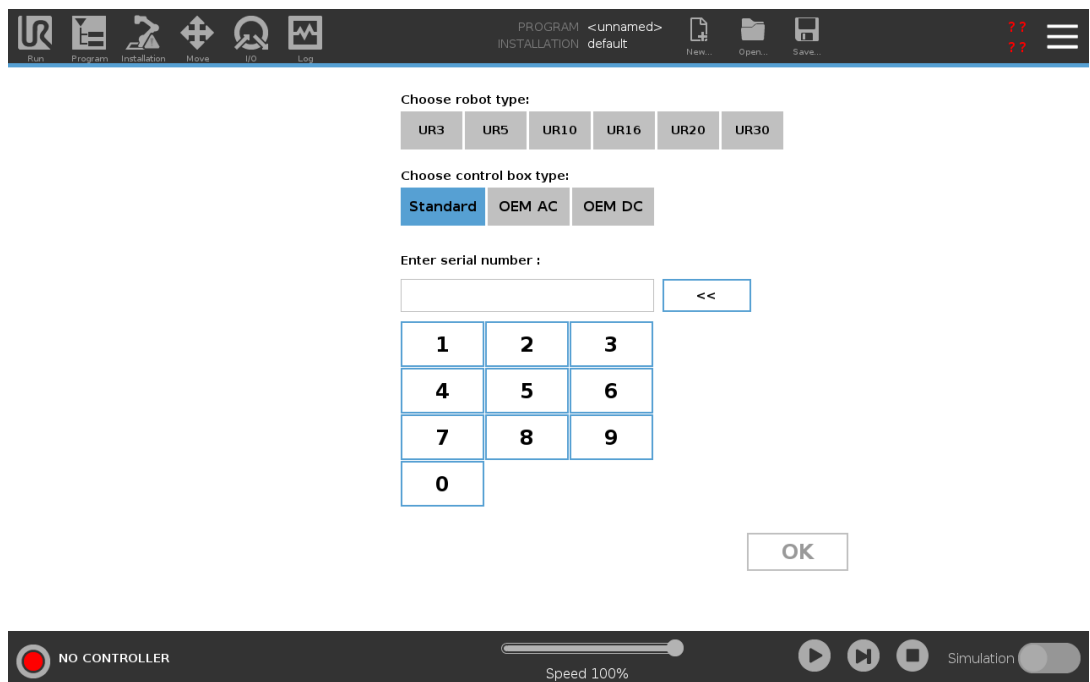 PROGRAM <unnamed>
INSTALLATION default
? ?
? ?
Run Program Installation Move I/O Log New... Open... Save...
Choose robot type:
UR3 UR5 UR10 UR16 UR20 UR30
Choose control box type:
Standard OEM AC OEM DC
Enter serial number :
<<
1 2 3
4 5 6
7 8 9
0
OK
NO CONTROLLER
Speed 100%
Simulation